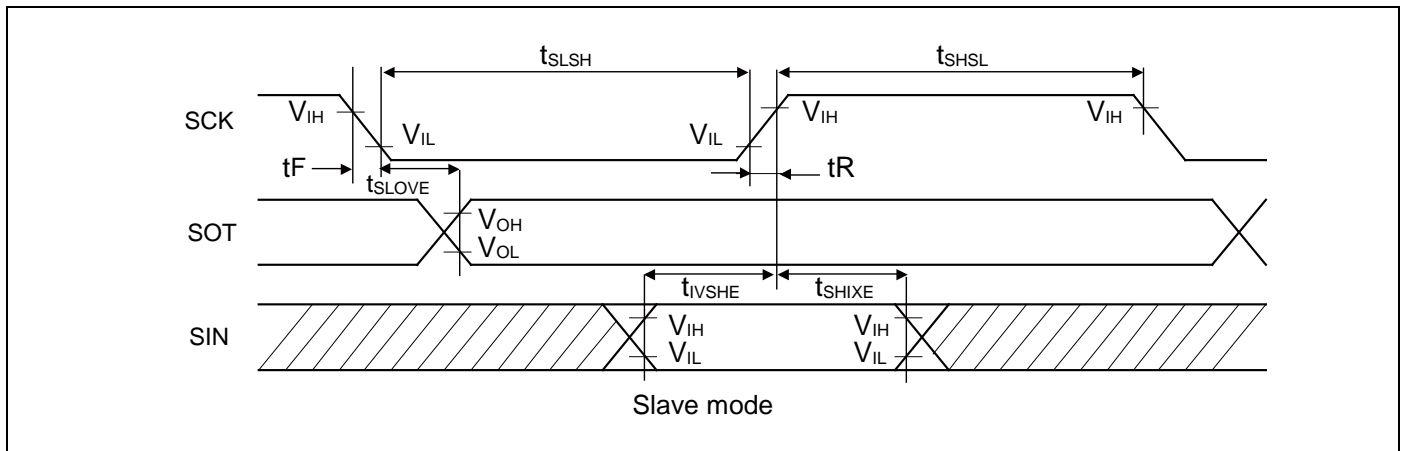 tSLSH
tSHSL
SCK
VIH
VIL
VIL
VIH
VIH
tF
tSLOVE
tR
SOT
VOH
VOL
tIVSHE
tSHIXE
SIN
VIH
VIL
VIH
VIL
Slave mode